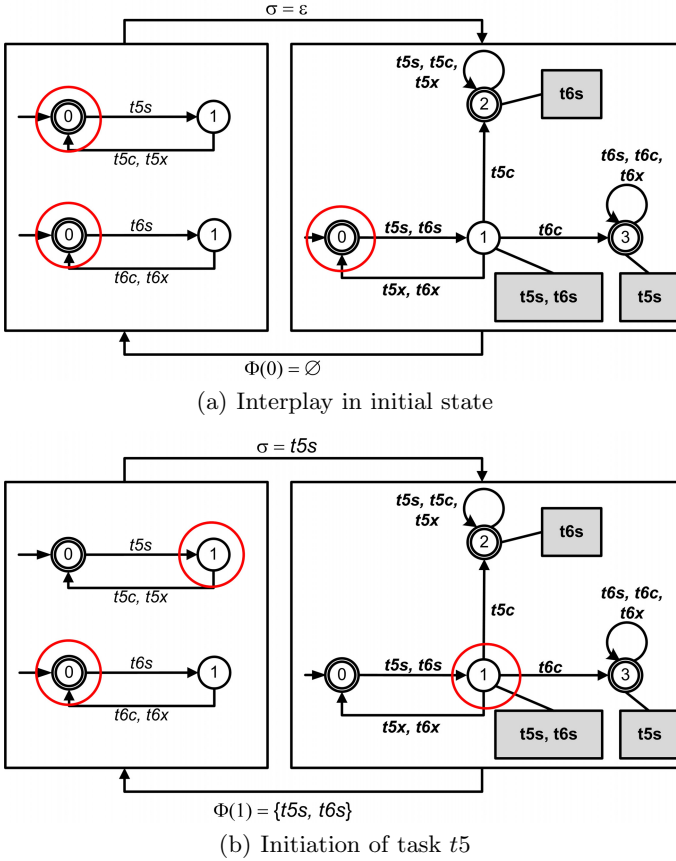 σ = ε
0
t5s
1
t5c, t5x
0
t6s
1
t6c, t6x
t5s, t5c,
t5x
2
t6s
t5c
t6s, t6c,
t6x
0
t5s, t6s
1
t6c
3
t5x, t6x
t5s, t6s
t5s
Φ(0) = ∅
(a) Interplay in initial state
σ = t5s
0
t5s
1
t5c, t5x
0
t6s
1
t6c, t6x
t5s, t5c,
t5x
2
t6s
t5c
t6s, t6c,
t6x
0
t5s, t6s
1
t6c
3
t5x, t6x
t5s, t6s
t5s
Φ(1) = {t5s, t6s}
(b) Initiation of task t5